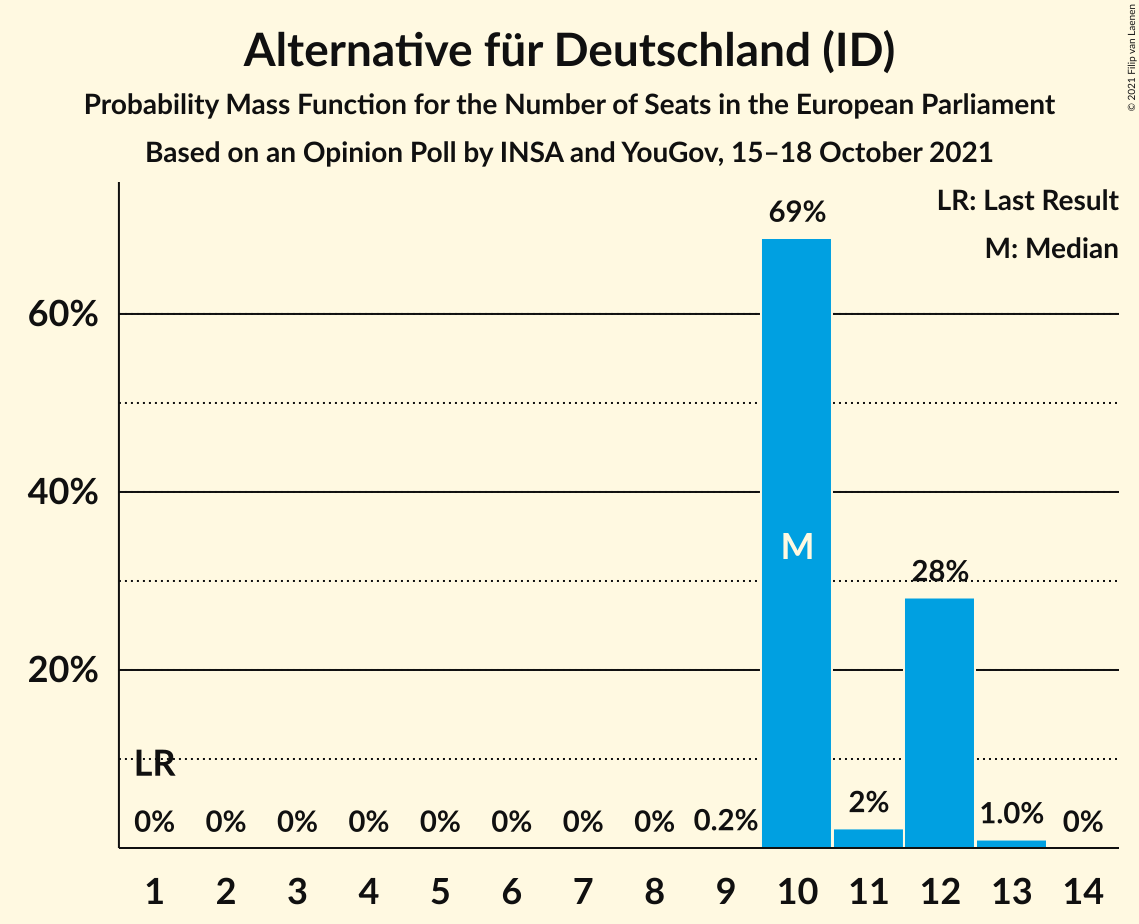 Alternative für Deutschland (ID)
Probability Mass Function for the Number of Seats in the European Parliament
Based on an Opinion Poll by INSA and YouGov, 15–18 October 2021
© 2021 Filip van Laenen
LR: Last Result
M: Median
69%
60%
40%
M
28%
20%
LR
0% 0% 0% 0% 0% 0% 0% 0% 0.2% 2% 1.0% 0%
1 2 3 4 5 6 7 8 9 10 11 12 13 14